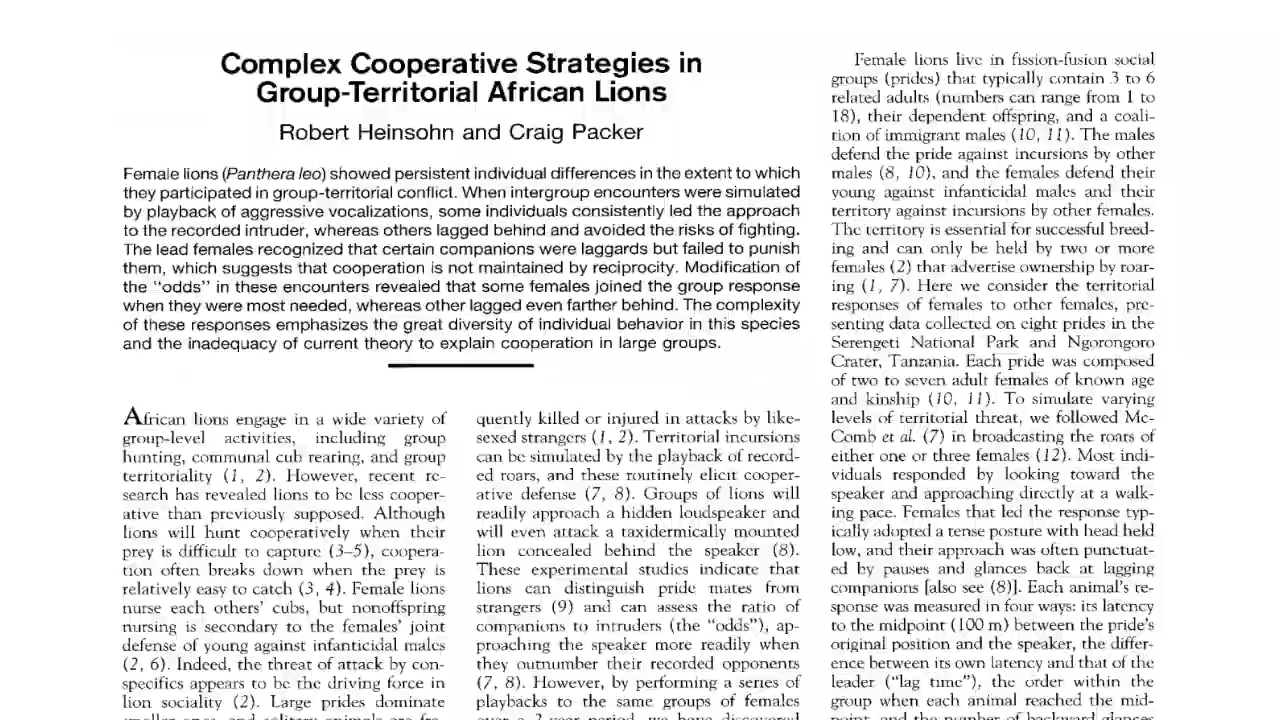 Complex Cooperative Strategies in
Group-Territorial African Lions
Robert Heinsohn and Craig Packer
Female lions (Panthera leo) showed persistent individual differences in the extent to which
they participated in group-territorial conflict. When intergroup encounters were simulated
by playback of aggressive vocalizations, some individuals consistently led the approach
to the recorded intruder, whereas others lagged behind and avoided the risks of fighting.
The lead females recognized that certain companions were laggards but failed to punish
them, which suggests that cooperation is not maintained by reciprocity. Modification of
the "odds" in these encounters revealed that some females joined the group response
when they were most needed, whereas other lagged even farther behind. The complexity
of these responses emphasizes the great diversity of individual behavior in this species
and the inadequacy of current theory to explain cooperation in large groups.
African lions engage in a wide variety of
group-level activities, including group
hunting, communal cub rearing, and group
territoriality (1, 2). However, recent re-
search has revealed lions to be less cooper-
ative than previously supposed. Although
lions will hunt cooperatively when their
prey is difficult to capture (3–5), coopera-
tion often breaks down when the prey is
relatively easy to catch (3, 4). Female lions
nurse each others' cubs, but nonoffspring
nursing is secondary to the females' joint
defense of young against infanticidal males
(2, 6). Indeed, the threat of attack by con-
specifics appears to be the driving force in
lion sociality (2). Large prides dominate
smaller ones, and solitary animals are fre-
quently killed or injured in attacks by like-
sexed strangers (1, 2). Territorial incursions
can be simulated by the playback of record-
ed roars, and these routinely elicit cooper-
ative defense (7, 8). Groups of lions will
readily approach a hidden loudspeaker and
will even attack a taxidermically mounted
lion concealed behind the speaker (8).
These experimental studies indicate that
lions can distinguish pride mates from
strangers (9) and can assess the ratio of
companions to intruders (the "odds"), ap-
proaching the speaker more readily when
they outnumber their recorded opponents
(7, 8). However, by performing a series of
playbacks to the same groups of females
over a 2-year period, we have discovered
Female lions live in fission-fusion social
groups (prides) that typically contain 3 to 6
related adults (numbers can range from 1 to
18), their dependent offspring, and a coali-
tion of immigrant males (10, 11). The males
defend the pride against incursions by other
males (8, 10), and the females defend their
young against infanticidal males and their
territory against incursions by other females.
The territory is essential for successful breed-
ing and can only be held by two or more
females (2) that advertise ownership by roar-
ing (1, 7). Here we consider the territorial
responses of females to other females, pre-
senting data collected on eight prides in the
Serengeti National Park and Ngorongoro
Crater, Tanzania. Each pride was composed
of two to seven adult females of known age
and kinship (10, 11). To simulate varying
levels of territorial threat, we followed Mc-
Comb et al. (7) in broadcasting the roars of
either one or three females (12). Most indi-
viduals responded by looking toward the
speaker and approaching directly at a walk-
ing pace. Females that led the response typ-
ically adopted a tense posture with head held
low, and their approach was often punctuat-
ed by pauses and glances back at lagging
companions [also see (8)]. Each animal's re-
sponse was measured in four ways: its latency
to the midpoint (100 m) between the pride's
original position and the speaker, the differ-
ence between its own latency and that of the
leader ("lag time"), the order within the
group when each animal reached the mid-
point, and the number of backward glances